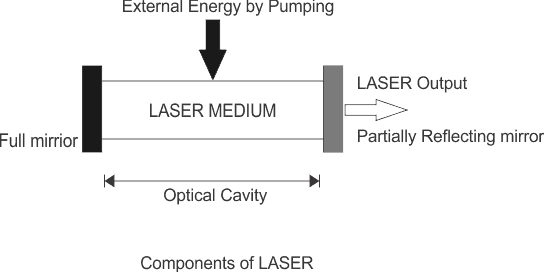 External Energy by Pumping
LASER MEDIUM
LASER Output
Full mirrior
Partially Reflecting mirror
Optical Cavity
Components of LASER